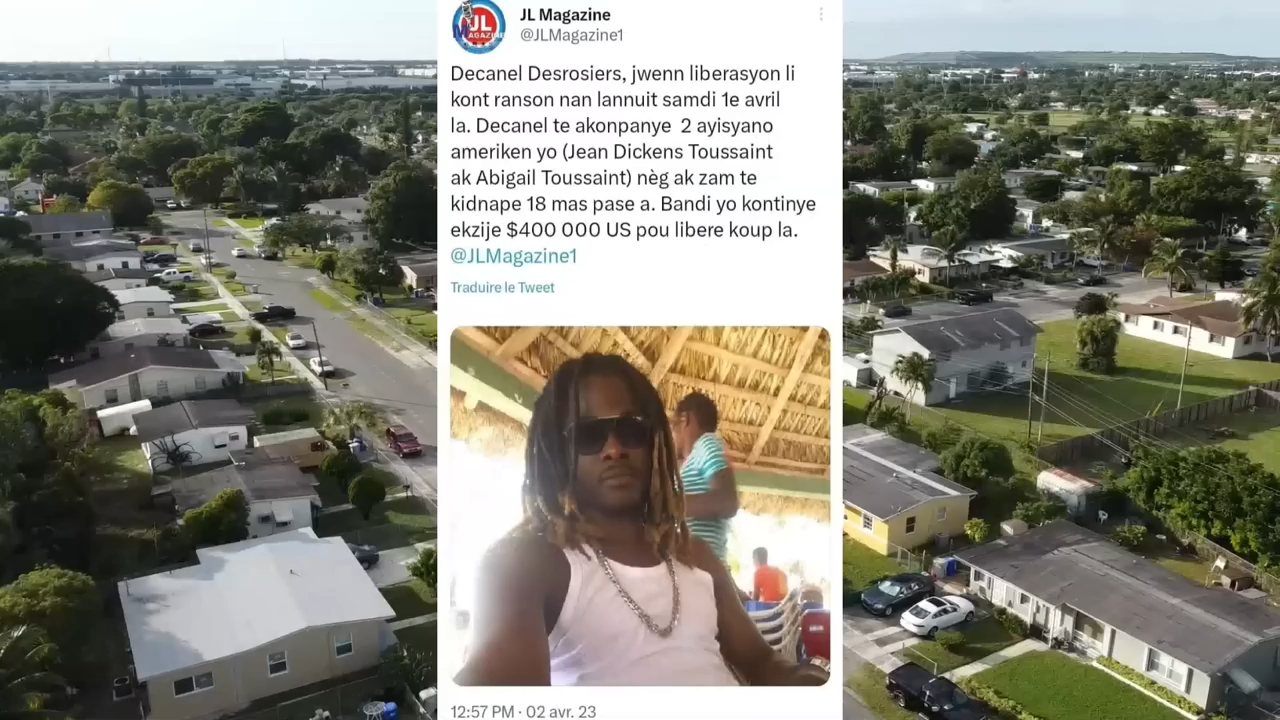 JL
MAGAZINE
JL Magazine
@JLMagazine1
Decanel Desrosiers, jwenn liberasyon li
kont ranson nan lannuit samdi 1e avril
la. Decanel te akonpanye 2 ayisyano
ameriken yo (Jean Dickens Toussaint
ak Abigail Toussaint) nèg ak zam te
kidnape 18 mas pase a. Bandi yo kontinye
ekzije $400 000 US pou libere koup la.
@JLMagazine1
Traduire le Tweet
12:57 PM · 02 avr. 23